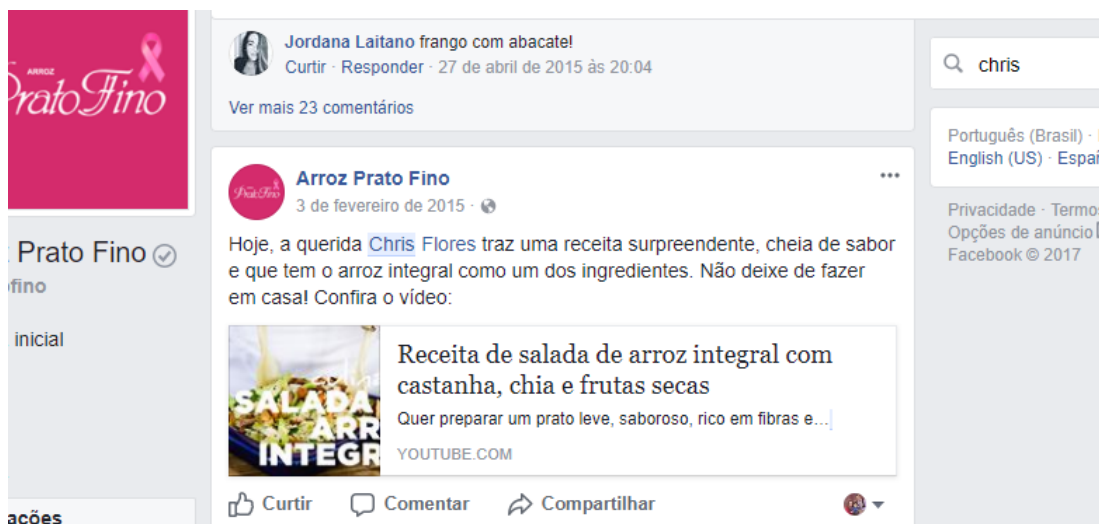 ARROZ
Prato Fino
z Prato Fino
fino
inicial
ações
Jordana Laitano frango com abacate!
Curtir · Responder · 27 de abril de 2015 às 20:04
Ver mais 23 comentários
Prato Fino
Arroz Prato Fino
3 de fevereiro de 2015 ·
Hoje, a querida Chris Flores traz uma receita surpreendente, cheia de sabor
e que tem o arroz integral como um dos ingredientes. Não deixe de fazer
em casa! Confira o vídeo:
SALADA
ARR
INTEGR
Receita de salada de arroz integral com
castanha, chia e frutas secas
Quer preparar um prato leve, saboroso, rico em fibras e...
YOUTUBE.COM
Curtir
Comentar
Compartilhar
chris
Português (Brasil) ·
English (US) · Españ
Privacidade · Termos
Opções de anúncio
Facebook © 2017